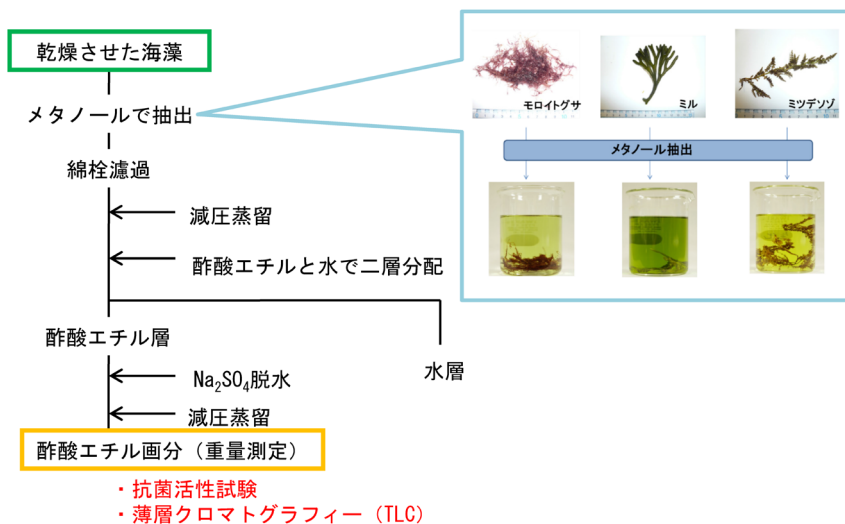 乾燥させた海藻
メタノールで抽出
綿栓濾過
減圧蒸留
酢酸エチルと水で二層分配
酢酸エチル層
水層
Na₂SO₄脱水
減圧蒸留
酢酸エチル画分（重量測定）
・抗菌活性試験
・薄層クロマトグラフィー（TLC）
モロイトグサ
ミル
ミツデソゾ
メタノール抽出